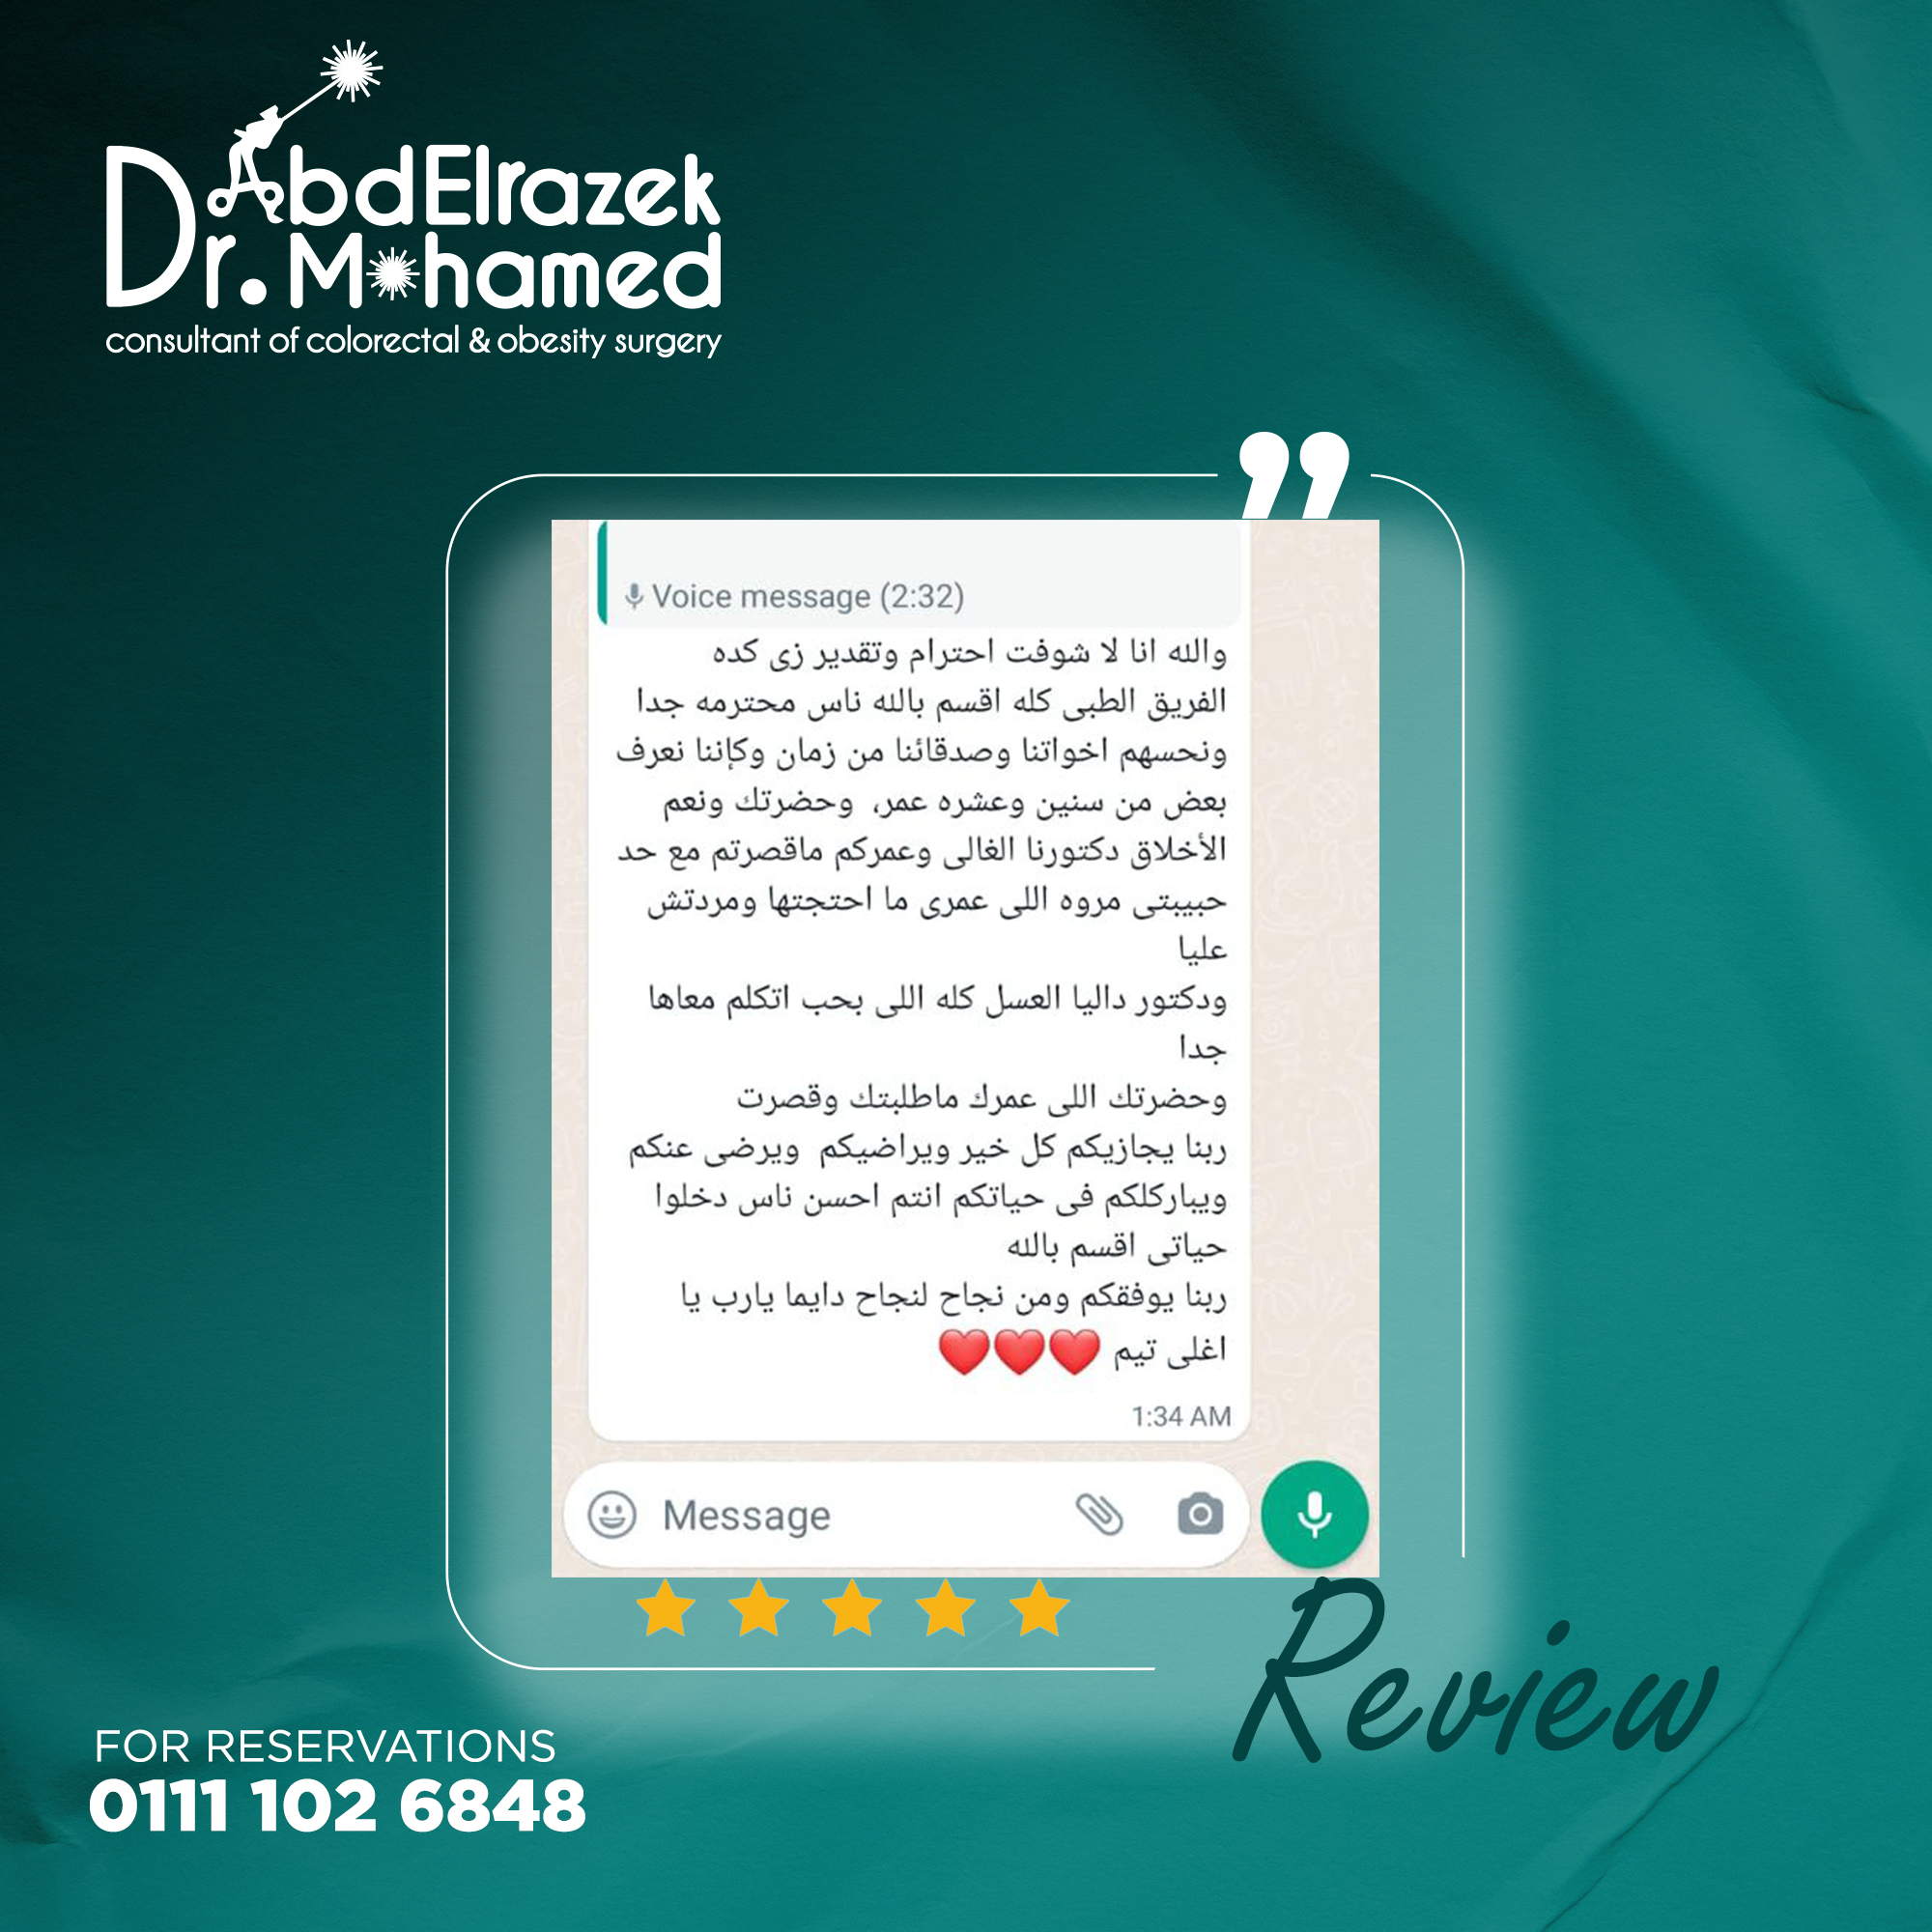 AbdElrazek
Dr. Mohamed
consultant of colorectal & obesity surgery
Voice message (2:32)
والله انا لا شوفت احترام وتقدير زى كده
الفريق الطبى كله اقسم بالله ناس محترمه جدا
ونحسهم اخواتنا وصدقائنا من زمان وكإننا نعرف
بعض من سنين وعشره عمر، وحضرتك ونعم
الأخلاق دكتورنا الغالى وعمركم ماقصرتم مع حد
حبيبتى مروه اللى عمرى ما احتجتها ومردتش
عليا
ودكتور داليا العسل كله اللى بحب اتكلم معاها
جدا
وحضرتك اللى عمرك ماطلبتك وقصرت
ربنا يجازيكم كل خير ويراضيكم ويرضى عنكم
ويباركلكم فى حياتكم انتم احسن ناس دخلوا
حياتى اقسم بالله
ربنا يوفقكم ومن نجاح لنجاح دايما يارب يا
اغلى تيم ❤️❤️❤️
1:34 AM
Message
Review
FOR RESERVATIONS
0111 102 6848